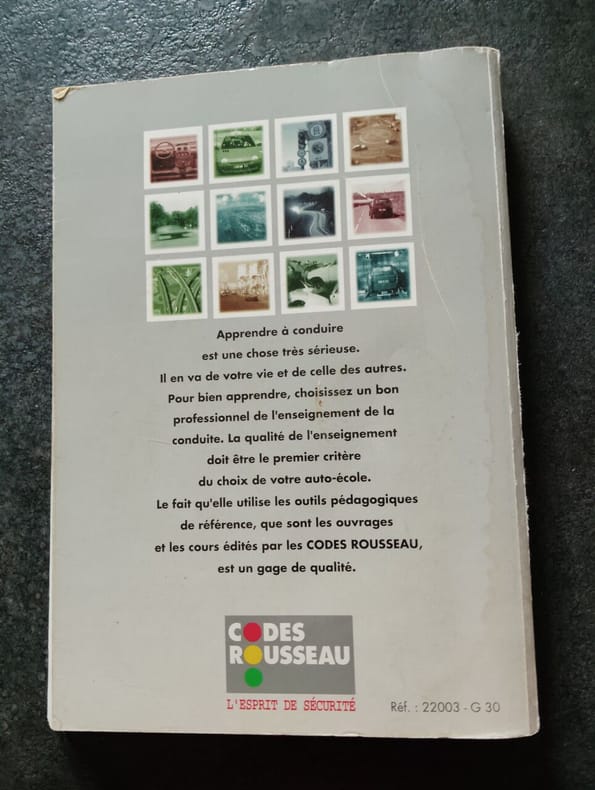 Apprendre à conduire
est une chose très sérieuse.
Il en va de votre vie et de celle des autres.
Pour bien apprendre, choisissez un bon
professionnel de l'enseignement de la
conduite. La qualité de l'enseignement
doit être le premier critère
du choix de votre auto-école.
Le fait qu'elle utilise les outils pédagogiques
de référence, que sont les ouvrages
et les cours édités par les CODES ROUSSEAU,
est un gage de qualité.
CODES
ROUSSEAU
L'ESPRIT DE SÉCURITÉ
Réf. : 22003 - G 30